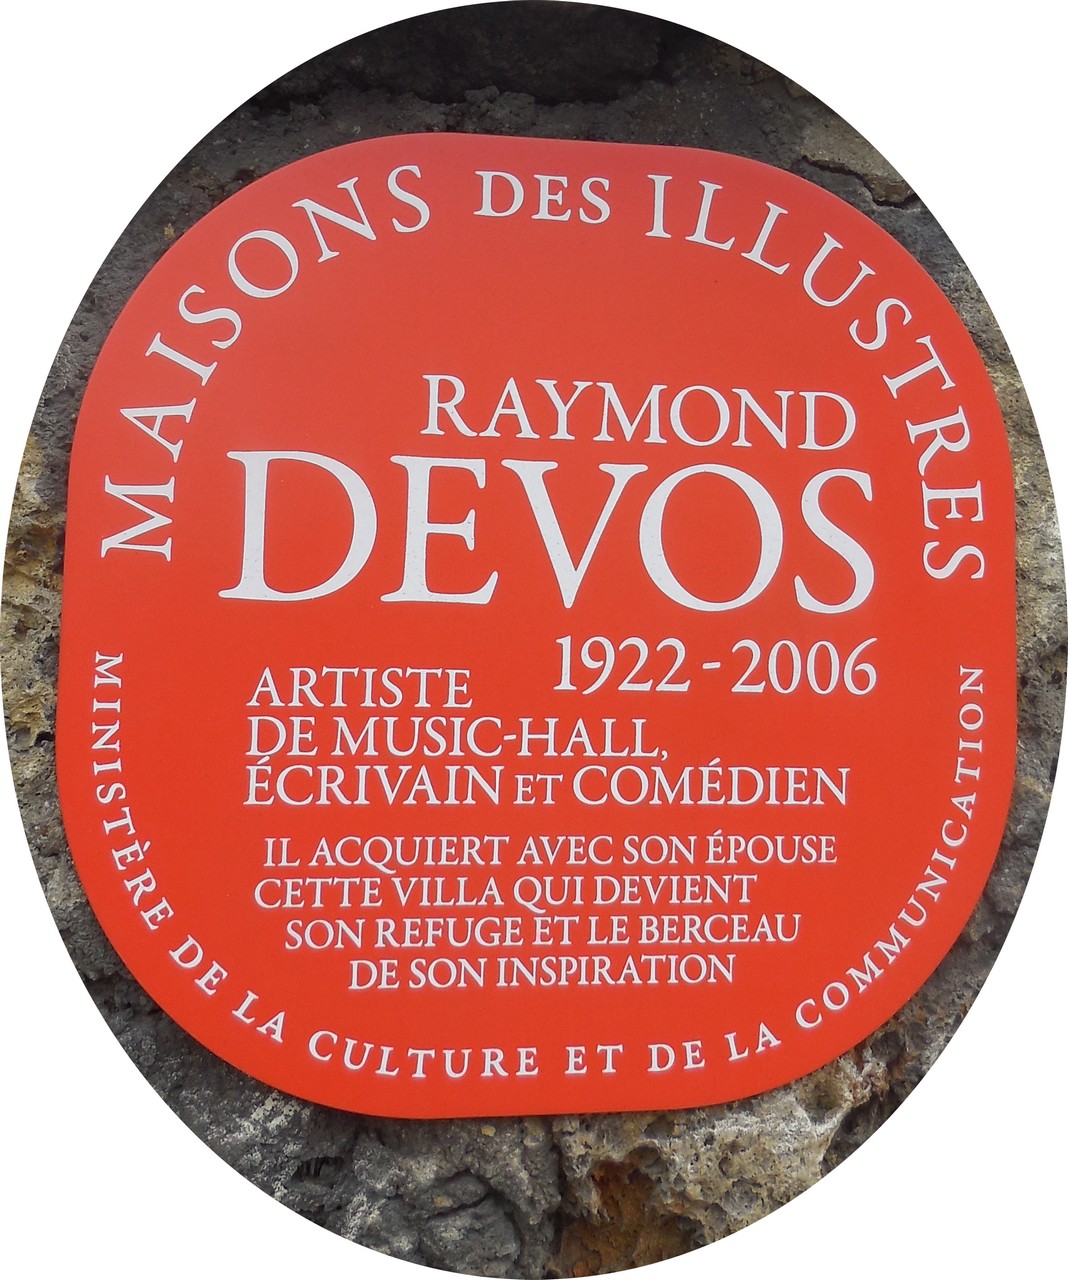 MAISONS DES ILLUSTRES
RAYMOND
DEVOS
1922-2006
ARTISTE
DE MUSIC-HALL,
ÉCRIVAIN ET COMÉDIEN
IL ACQUIERT AVEC SON ÉPOUSE
CETTE VILLA QUI DEVIENT
SON REFUGE ET LE BERCEAU
DE SON INSPIRATION
MINISTÈRE DE LA CULTURE ET DE LA COMMUNICATION